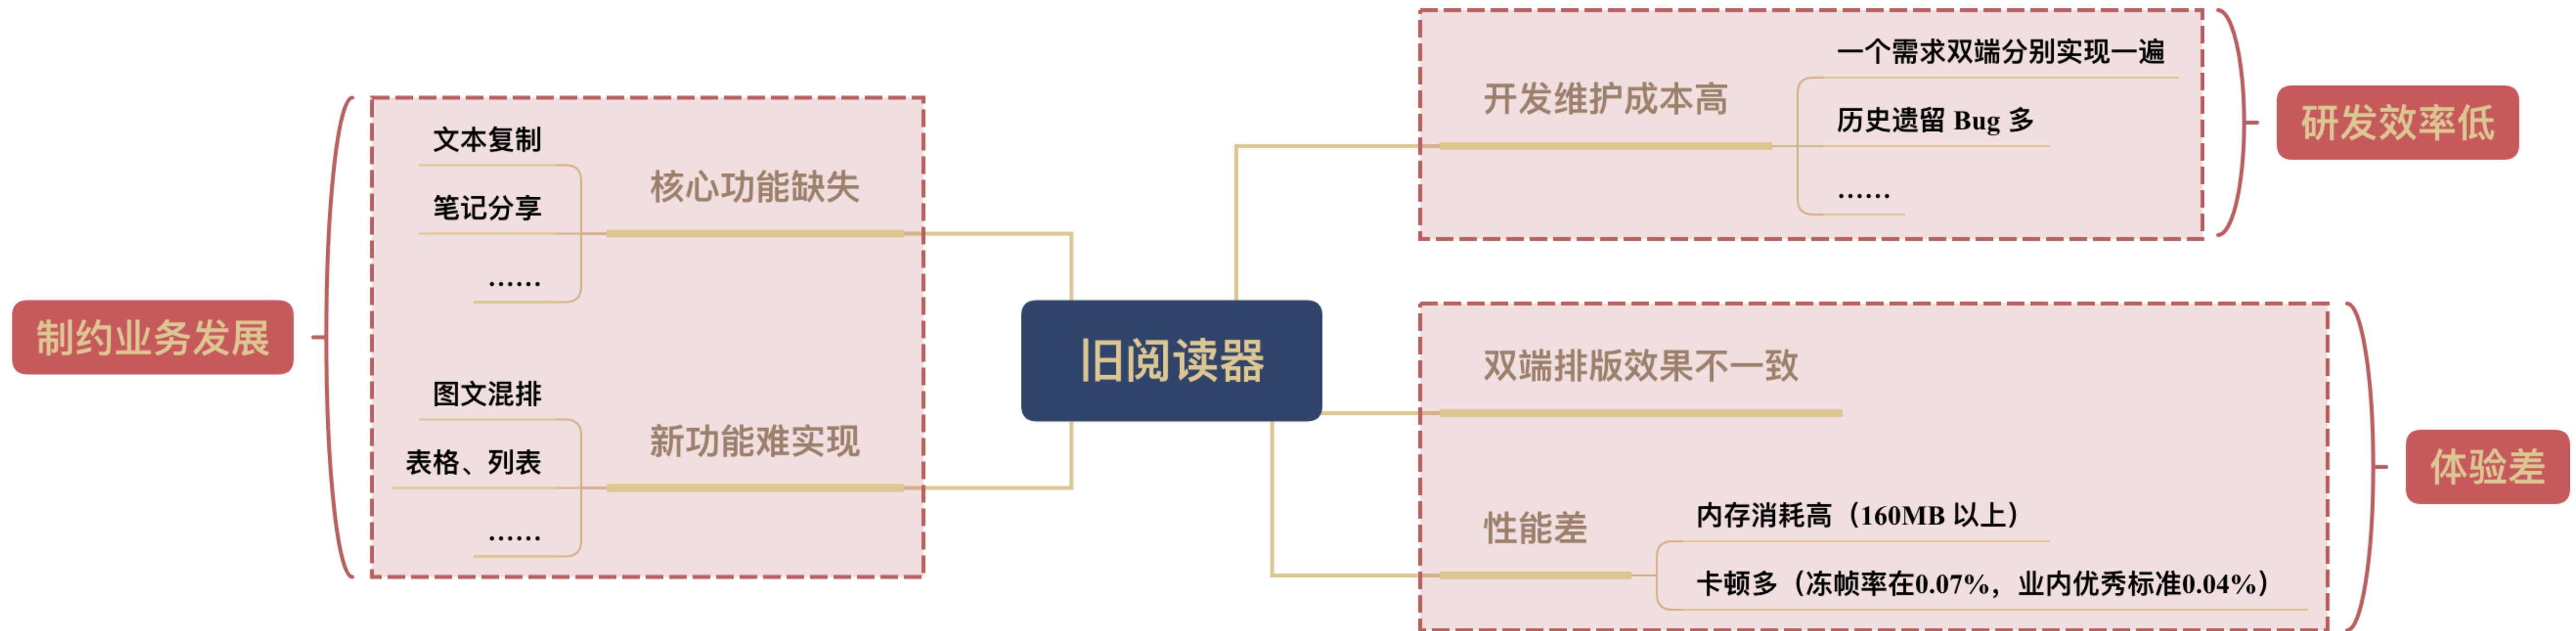 制约业务发展
文本复制
笔记分享
……
核心功能缺失
图文混排
表格、列表
……
新功能难实现
旧阅读器
开发维护成本高
一个需求双端分别实现一遍
历史遗留 Bug 多
……
研发效率低
双端排版效果不一致
性能差
内存消耗高（160MB 以上）
卡顿多（冻帧率在0.07%，业内优秀标准0.04%）
体验差